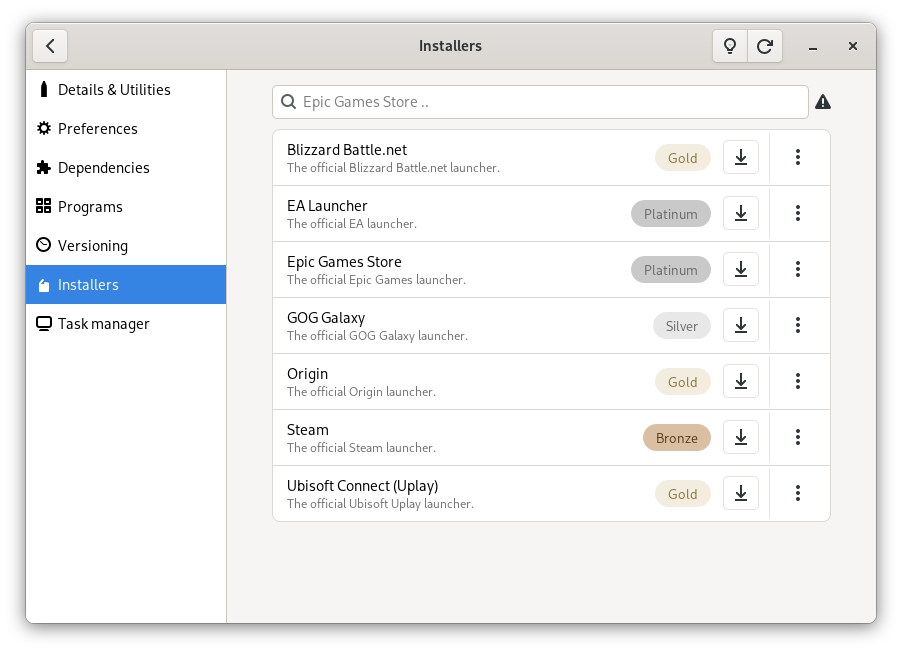 Installers
Details & Utilities
Preferences
Dependencies
Programs
Versioning
Installers
Task manager
Epic Games Store ..
Blizzard Battle.net
The official Blizzard Battle.net launcher.
Gold
EA Launcher
The official EA launcher.
Platinum
Epic Games Store
The official Epic Games launcher.
Platinum
GOG Galaxy
The official GOG Galaxy launcher.
Silver
Origin
The official Origin launcher.
Gold
Steam
The official Steam launcher.
Bronze
Ubisoft Connect (Uplay)
The official Ubisoft Uplay launcher.
Gold